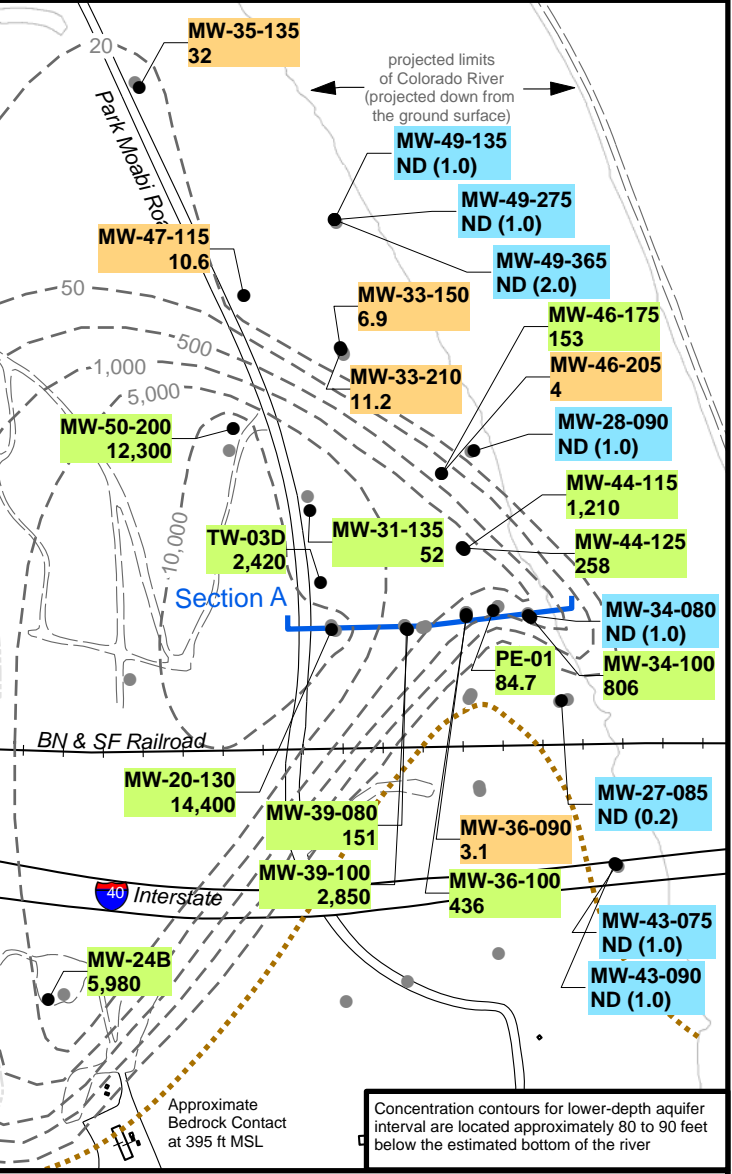 MW-35-135
32
20
projected limits
of Colorado River
(projected down from
the ground surface)
Park Moabi Roa
MW-49-135
ND (1.0)
MW-49-275
ND (1.0)
MW-47-115
10.6
MW-49-365
ND (2.0)
50
MW-33-150
6.9
MW-46-175
153
500
1,000
MW-33-210
11.2
MW-46-205
4
5,000
MW-50-200
12,300
MW-28-090
ND (1.0)
MW-44-115
1,210
10,000
TW-03D
2,420
MW-31-135
52
MW-44-125
258
Section A
MW-34-080
ND (1.0)
PE-01
84.7
MW-34-100
806
BN & SF Railroad
MW-20-130
14,400
MW-27-085
ND (0.2)
MW-39-080
151
MW-36-090
3.1
MW-39-100
2,850
MW-36-100
436
40
Interstate
MW-43-075
ND (1.0)
MW-24B
5,980
MW-43-090
ND (1.0)
Approximate
Bedrock Contact
at 395 ft MSL
Concentration contours for lower-depth aquifer
interval are located approximately 80 to 90 feet
below the estimated bottom of the river